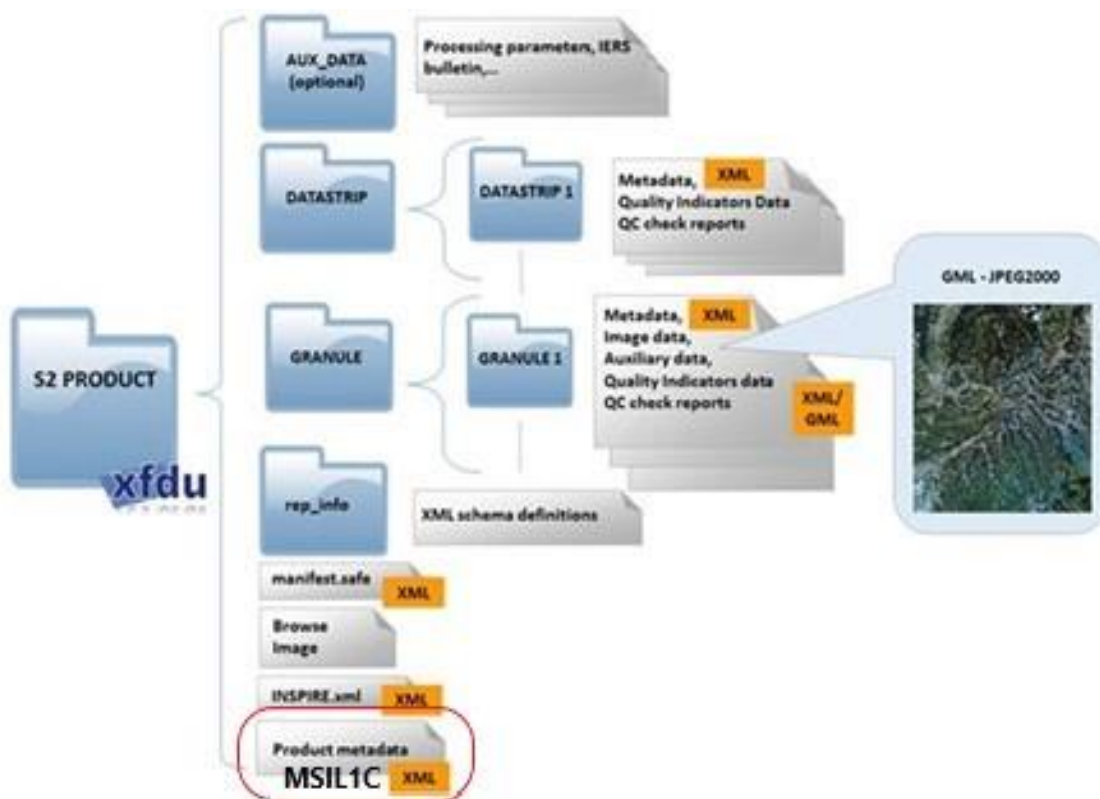 AUX_DATA
(optional)
Processing parameters, IERS
bulletin,...
DATASTRIP
DATASTRIP 1
Metadata, XML
Quality Indicators Data
QC check reports
GML - JPEG2000
S2 PRODUCT
xfdu
GRANULE
GRANULE 1
Metadata, XML
Image data,
Auxiliary data,
Quality Indicators data
QC check reports
XML/
GML
rep_info
XML schema definitions
manifest.safe
XML
Browse
Image
INSPIRE.xml
XML
Product metadata
MSIL1C
XML